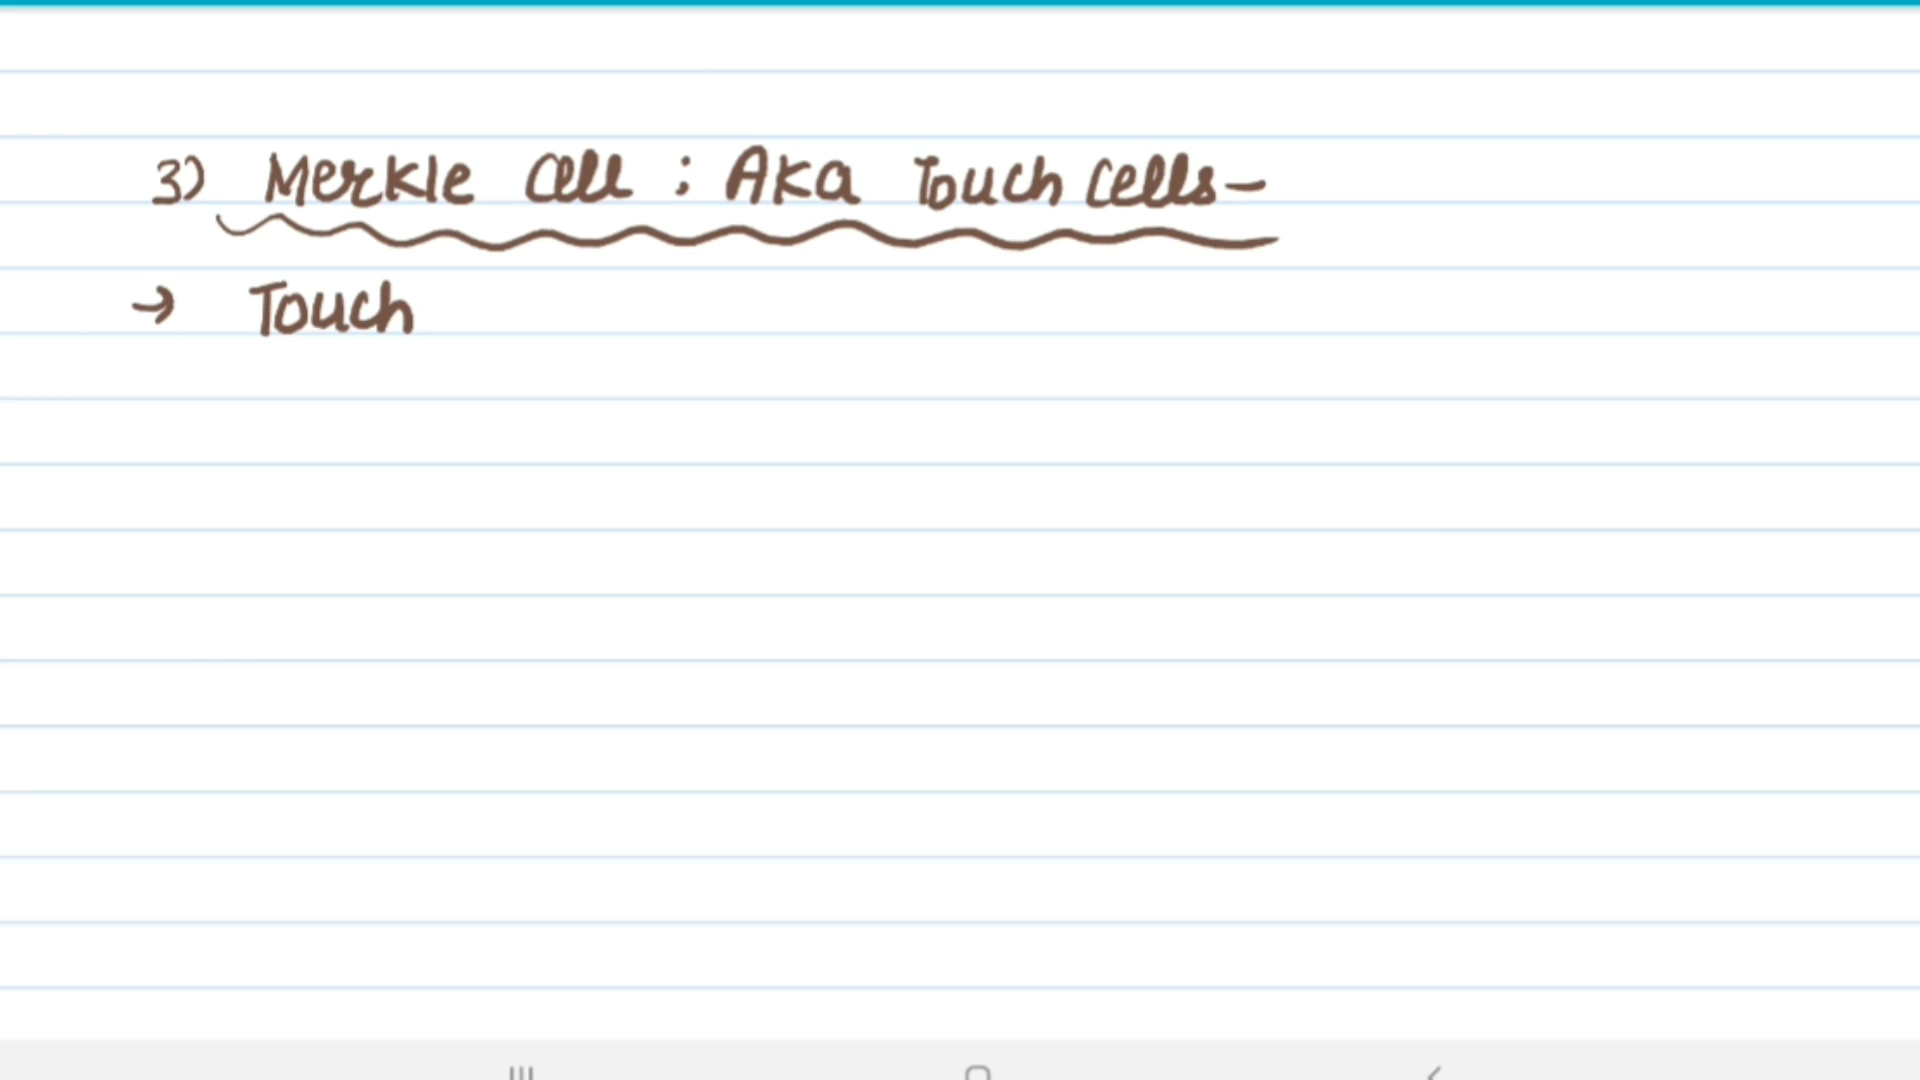 3) Merkle Cell : Aka Touch Cells-
→ Touch